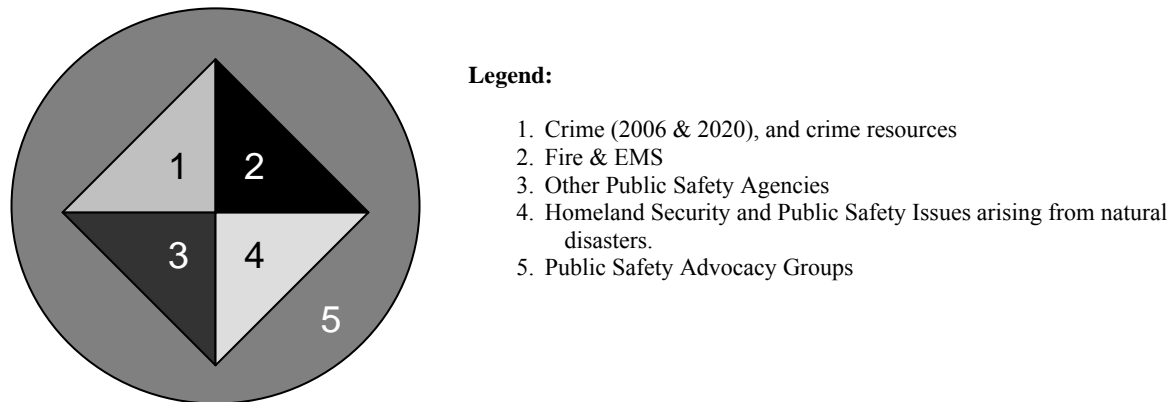 Legend:
1
2
3
4
5
1. Crime (2006 & 2020), and crime resources
2. Fire & EMS
3. Other Public Safety Agencies
4. Homeland Security and Public Safety Issues arising from natural
disasters.
5. Public Safety Advocacy Groups